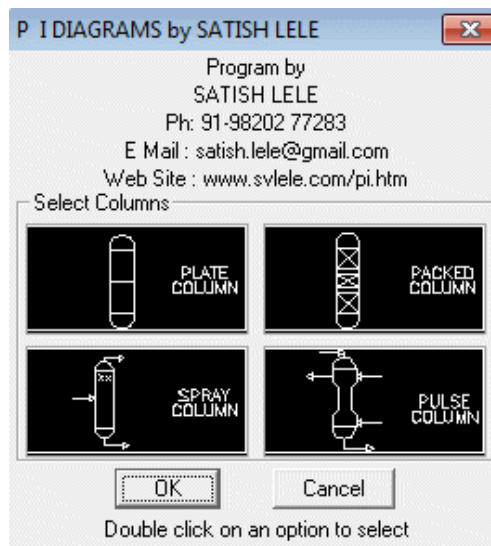 P I DIAGRAMS by SATISH LELE
Program by
SATISH LELE
Ph: 91-98202 77283
E Mail : satish.lele@gmail.com
Web Site : www.svlele.com/pi.htm
Select Columns
PLATE
COLUMN
PACKED
COLUMN
SPRAY
COLUMN
PULSE
COLUMN
OK
Cancel
Double click on an option to select